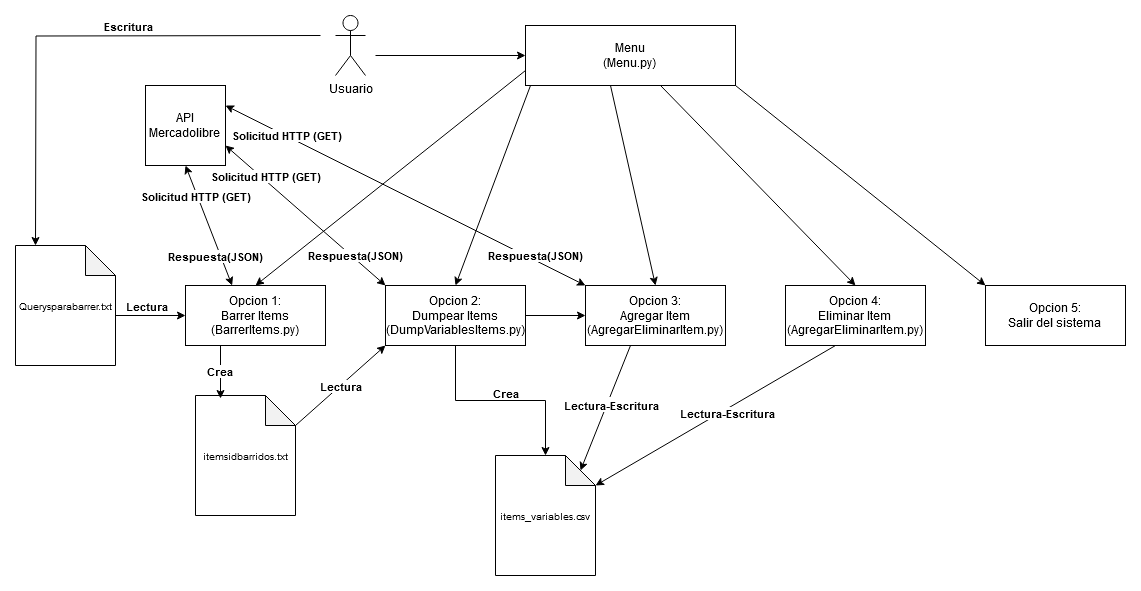 Escritura
Usuario
Menu
(Menu.py)
API
Mercadolibre
Solicitud HTTP (GET)
Solicitud HTTP (GET)
Solicitud HTTP (GET)
Respuesta(JSON)
Respuesta(JSON)
Respuesta(JSON)
Querysparabarrer.txt
Lectura
Opcion 1:
Barrer Items
(BarrerItems.py)
Opcion 2:
Dumpear Items
(DumpVariablesItems.py)
Opcion 3:
Agregar Item
(AgregarEliminarItem.py)
Opcion 4:
Eliminar Item
(AgregarEliminarItem.py)
Opcion 5:
Salir del sistema
Crea
Lectura
Crea
Lectura-Escritura
Lectura-Escritura
itemsidbarridos.txt
items_variables.csv